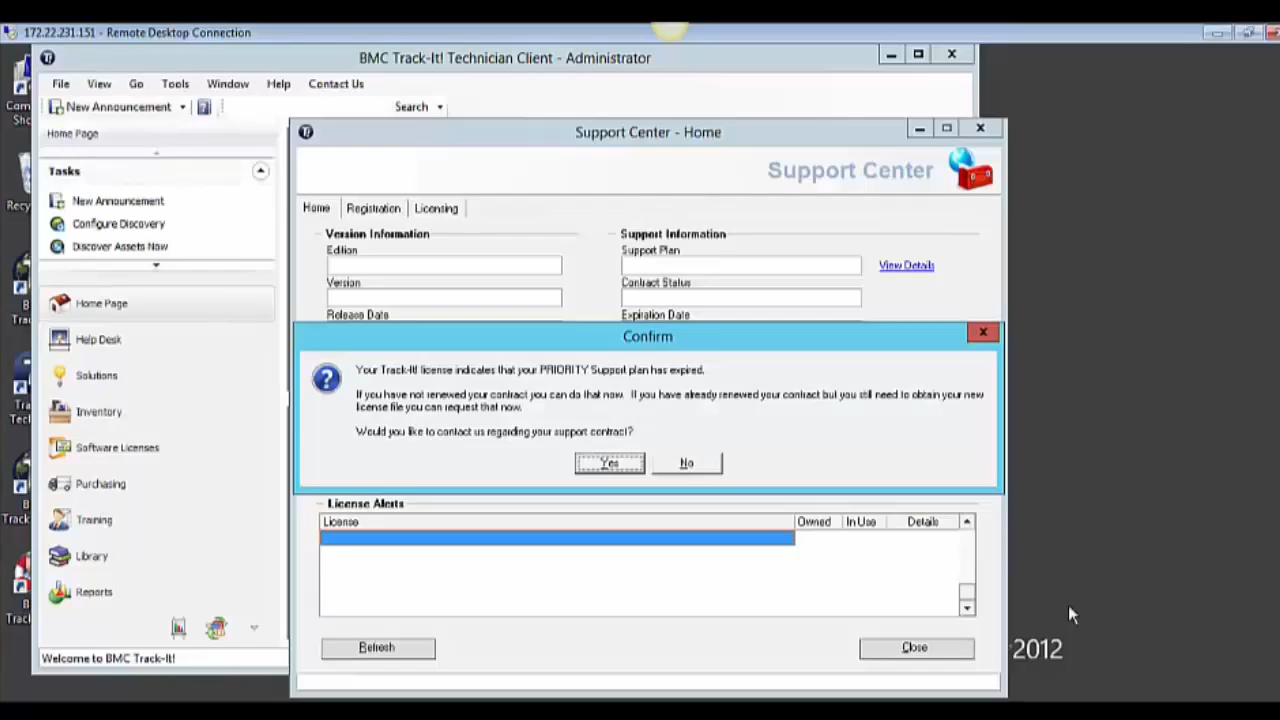 172.22.231.151 - Remote Desktop Connection
BMC Track-It! Technician Client - Administrator
File View Go Tools Window Help Contact Us
New Announcement
Search
Home Page
Tasks
New Announcement
Configure Discovery
Discover Assets Now
Home Page
Help Desk
Solutions
Inventory
Software Licenses
Purchasing
Training
Library
Reports
Welcome to BMC Track-It!
Support Center - Home
Support Center
Home Registration Licensing
Version Information
Edition
Version
Release Date
Support Information
Support Plan
View Details
Contract Status
Expiration Date
Confirm
Your Track-It! license indicates that your PRIORITY Support plan has expired.
If you have not renewed your contract you can do that now. If you have already renewed your contract but you still need to obtain your new
license file you can request that now.
Would you like to contact us regarding your support contract?
Yes No
License Alerts
License Owned In Use Details
Refresh Close
2012